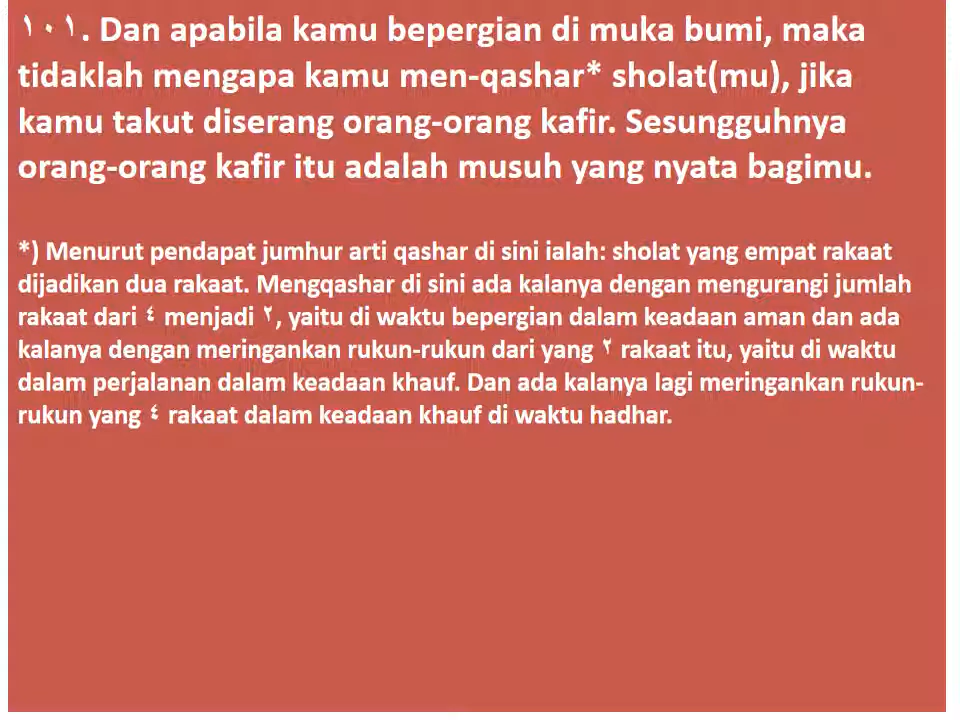 ١٠١. Dan apabila kamu bepergian di muka bumi, maka
tidaklah mengapa kamu men-qashar* sholat(mu), jika
kamu takut diserang orang-orang kafir. Sesungguhnya
orang-orang kafir itu adalah musuh yang nyata bagimu.
*) Menurut pendapat jumhur arti qashar di sini ialah: sholat yang empat rakaat
dijadikan dua rakaat. Mengqashar di sini ada kalanya dengan mengurangi jumlah
rakaat dari ٤ menjadi ٢, yaitu di waktu bepergian dalam keadaan aman dan ada
kalanya dengan meringankan rukun-rukun dari yang ٢ rakaat itu, yaitu di waktu
dalam perjalanan dalam keadaan khauf. Dan ada kalanya lagi meringankan rukun-
rukun yang ٤ rakaat dalam keadaan khauf di waktu hadhar.